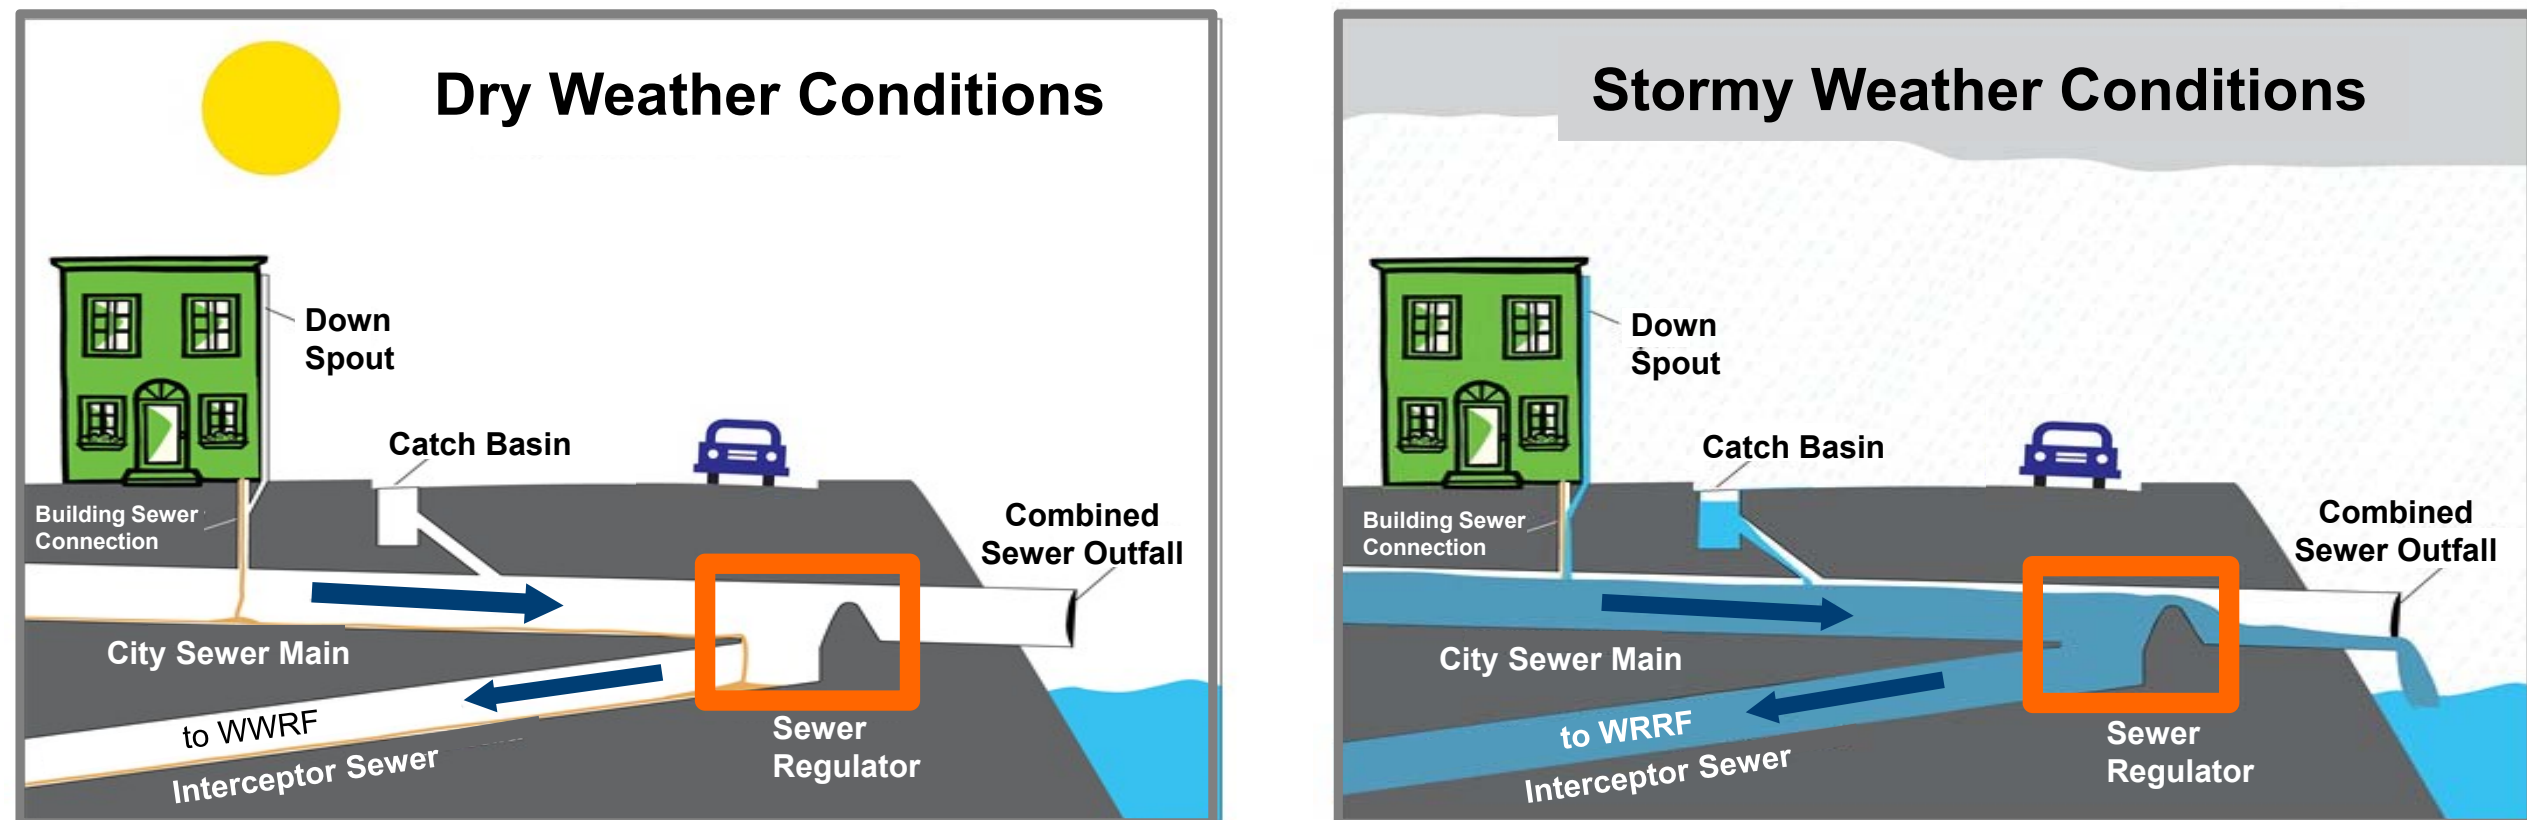 Dry Weather Conditions
Down
Spout
Catch Basin
Building Sewer
Connection
Combined
Sewer Outfall
City Sewer Main
to WWRF
Interceptor Sewer
Sewer
Regulator
Stormy Weather Conditions
Down
Spout
Catch Basin
Building Sewer
Connection
Combined
Sewer Outfall
City Sewer Main
to WRRF
Interceptor Sewer
Sewer
Regulator